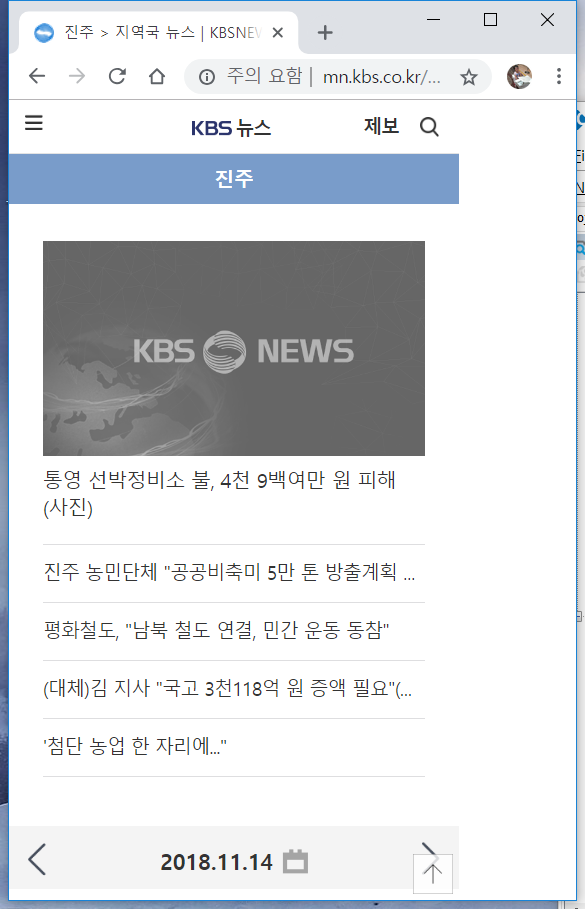 진주 > 지역국 뉴스 | KBSNEW
주의 요함 | mn.kbs.co.kr/...
KBS 뉴스 제보
진주
KBS NEWS
통영 선박정비소 불, 4천 9백여만 원 피해
(사진)
진주 농민단체 "공공비축미 5만 톤 방출계획 ...
평화철도, "남북 철도 연결, 민간 운동 동참"
(대체)김 지사 "국고 3천118억 원 증액 필요"(...
'첨단 농업 한 자리에..."
2018.11.14